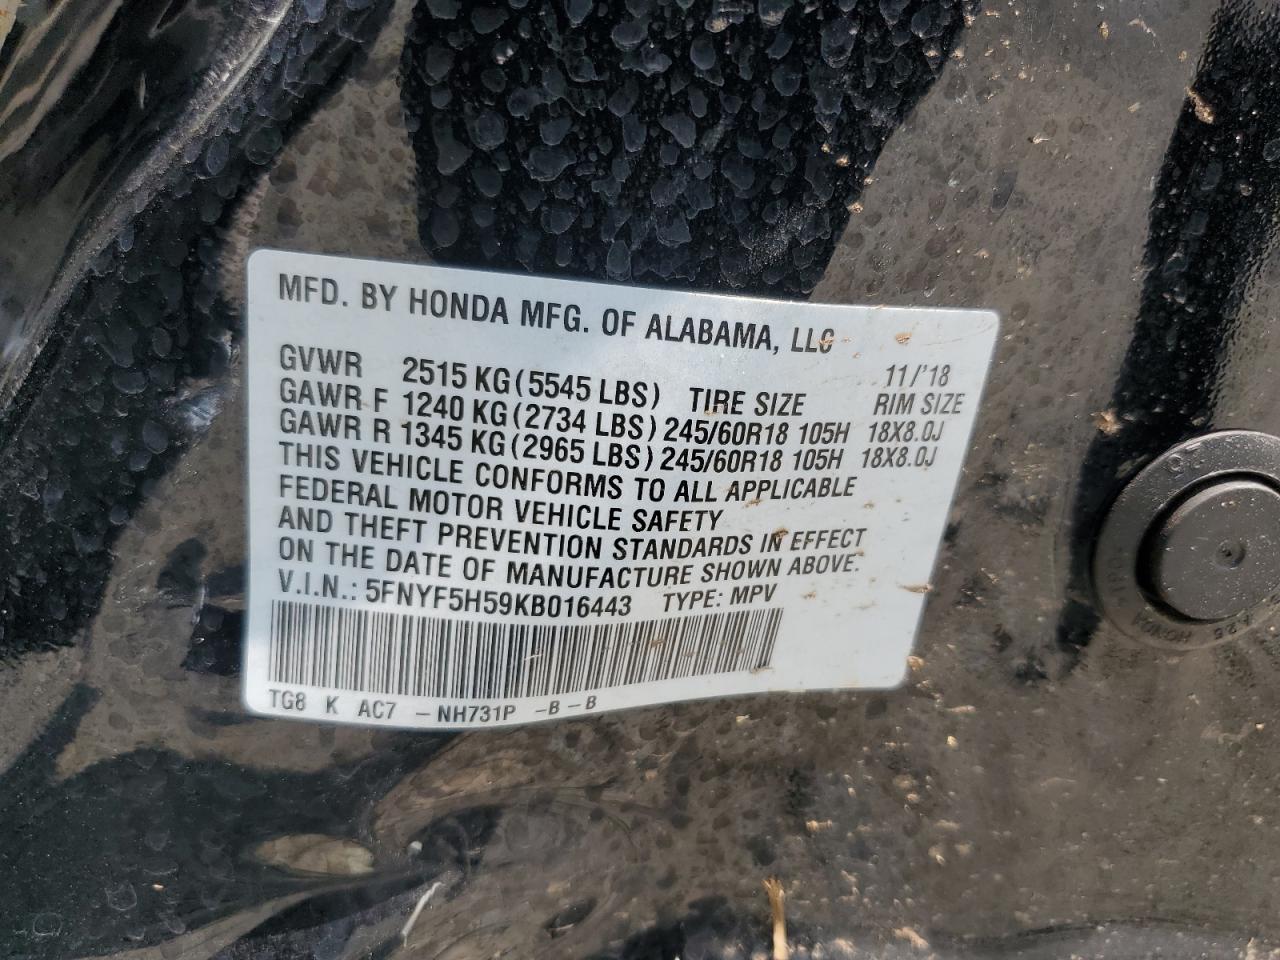 MFD. BY HONDA MFG. OF ALABAMA, LLC
GVWR 2515 KG (5545 LBS) TIRE SIZE 11/'18 RIM SIZE
GAWR F 1240 KG (2734 LBS) 245/60R18 105H 18X8.0J
GAWR R 1345 KG (2965 LBS) 245/60R18 105H 18X8.0J
THIS VEHICLE CONFORMS TO ALL APPLICABLE
FEDERAL MOTOR VEHICLE SAFETY
AND THEFT PREVENTION STANDARDS IN EFFECT
ON THE DATE OF MANUFACTURE SHOWN ABOVE.
V.I.N.: 5FNYF5H59KB016443 TYPE: MPV
TG8 K AC7 – NH731P –B – B